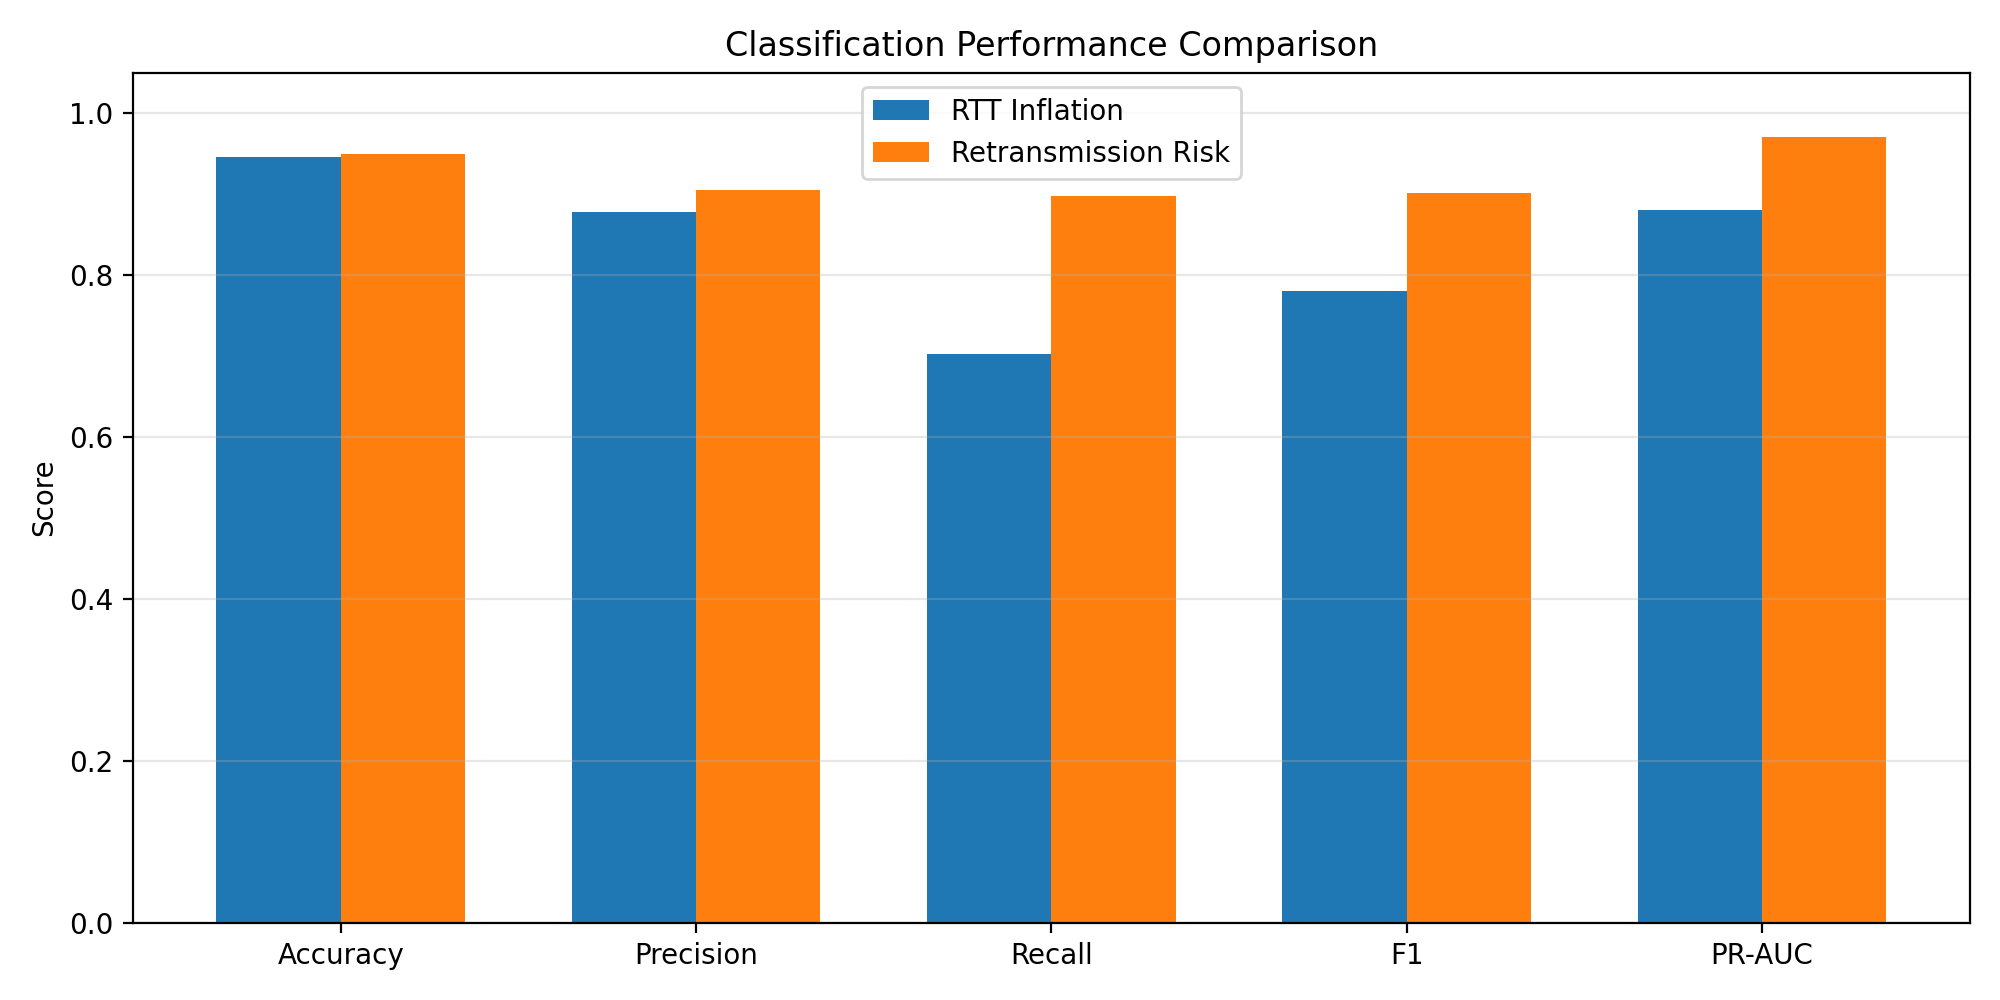 Classification Performance Comparison
RTT Inflation
Retransmission Risk
Score
1.0
0.8
0.6
0.4
0.2
0.0
Accuracy
Precision
Recall
F1
PR-AUC